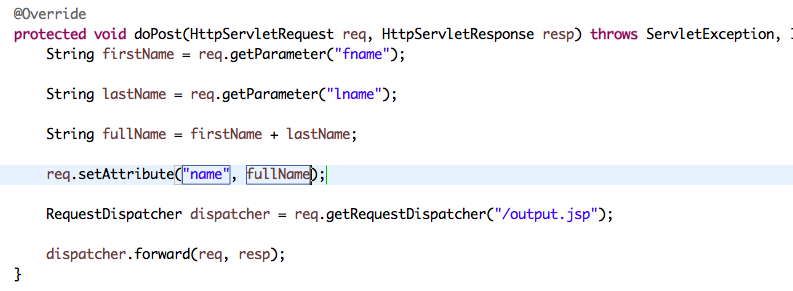 @Override
protected void doPost(HttpServletRequest req, HttpServletResponse resp) throws ServletException,
String firstName = req.getParameter("fname");
String lastName = req.getParameter("lname");
String fullName = firstName + lastName;
req.setAttribute("name", fullName);
RequestDispatcher dispatcher = req.getRequestDispatcher("/output.jsp");
dispatcher.forward(req, resp);
}